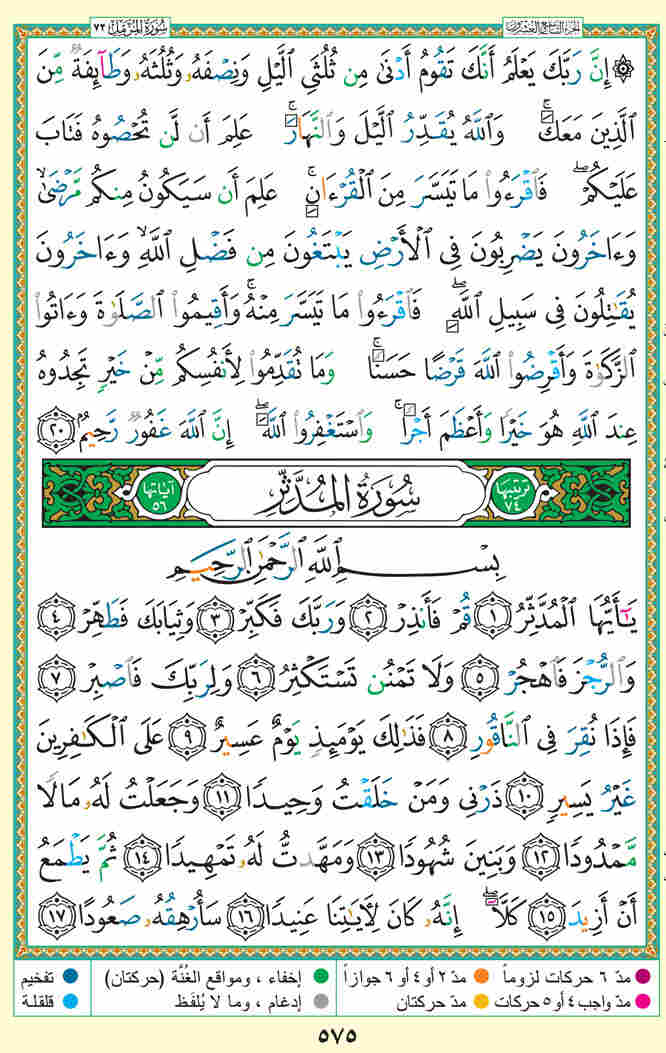 سُورَةُ المُزَّمِّل ٧٣
الجزء التاسع والعشرون
۞ إِنَّ رَبَّكَ يَعْلَمُ أَنَّكَ تَقُومُ أَدْنَىٰ مِن ثُلُثَىِ ٱلَّيْلِ وَنِصْفَهُۥ وَثُلُثَهُۥ وَطَآئِفَةٌ مِّنَ
ٱلَّذِينَ مَعَكَ ۚ وَٱللَّهُ يُقَدِّرُ ٱلَّيْلَ وَٱلنَّهَارَ ۚ عَلِمَ أَن لَّن تُحْصُوهُ فَتَابَ
عَلَيْكُمْ ۖ فَٱقْرَءُوا۟ مَا تَيَسَّرَ مِنَ ٱلْقُرْءَانِ ۚ عَلِمَ أَن سَيَكُونُ مِنكُم مَّرْضَىٰ ۙ
وَءَاخَرُونَ يَضْرِبُونَ فِى ٱلْأَرْضِ يَبْتَغُونَ مِن فَضْلِ ٱللَّهِ ۙ وَءَاخَرُونَ
يُقَـٰتِلُونَ فِى سَبِيلِ ٱللَّهِ ۖ فَٱقْرَءُوا۟ مَا تَيَسَّرَ مِنْهُ ۚ وَأَقِيمُوا۟ ٱلصَّلَوٰةَ وَءَاتُوا۟
ٱلزَّكَوٰةَ وَأَقْرِضُوا۟ ٱللَّهَ قَرْضًا حَسَنًا ۚ وَمَا تُقَدِّمُوا۟ لِأَنفُسِكُم مِّنْ خَيْرٍ تَجِدُوهُ
عِندَ ٱللَّهِ هُوَ خَيْرًا وَأَعْظَمَ أَجْرًا ۚ وَٱسْتَغْفِرُوا۟ ٱللَّهَ ۖ إِنَّ ٱللَّهَ غَفُورٌ رَّحِيمٌ ٢٠
ترتيبها ٧٤ سُورَةُ المُدَّثِّر آياتها ٥٦
بِسْمِ ٱللَّهِ ٱلرَّحْمَـٰنِ ٱلرَّحِيمِ
يَـٰٓأَيُّهَا ٱلْمُدَّثِّرُ ١ قُمْ فَأَنذِرْ ٢ وَرَبَّكَ فَكَبِّرْ ٣ وَثِيَابَكَ فَطَهِّرْ ٤
وَٱلرُّجْزَ فَٱهْجُرْ ٥ وَلَا تَمْنُن تَسْتَكْثِرُ ٦ وَلِرَبِّكَ فَٱصْبِرْ ٧
فَإِذَا نُقِرَ فِى ٱلنَّاقُورِ ٨ فَذَٰلِكَ يَوْمَئِذٍ يَوْمٌ عَسِيرٌ ٩ عَلَى ٱلْكَـٰفِرِينَ
غَيْرُ يَسِيرٍ ١٠ ذَرْنِى وَمَنْ خَلَقْتُ وَحِيدًا ١١ وَجَعَلْتُ لَهُۥ مَالًا
مَّمْدُودًا ١٢ وَبَنِينَ شُهُودًا ١٣ وَمَهَّدتُّ لَهُۥ تَمْهِيدًا ١٤ ثُمَّ يَطْمَعُ
أَنْ أَزِيدَ ١٥ كَلَّآ ۖ إِنَّهُۥ كَانَ لِـَٔايَـٰتِنَا عَنِيدًا ١٦ سَأُرْهِقُهُۥ صَعُودًا ١٧
مدّ ٦ حركات لزوماً مدّ ٢ أو ٤ أو ٦ جوازاً إخفاء ، ومواقع الغُنَّة (حركتان) تفخيم
مدّ واجب ٤ أو ٥ حركات مدّ حركتان إدغام ، وما لا يُلفَظ قلقلة
٥٧٥